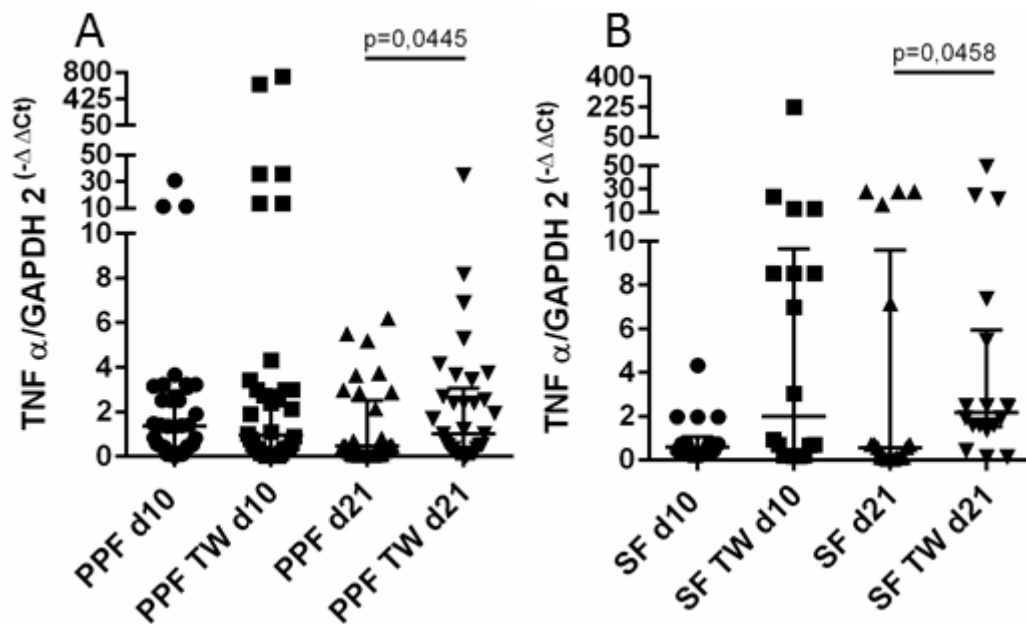 A
p=0,0445
TNF α/GAPDH 2(-Δ ΔCt)
800
425
50
50
30
10
10
8
6
4
2
0
PPF d10
PPF TW d10
PPF d21
PPF TW d21
B
p=0,0458
TNF α/GAPDH 2(-Δ ΔCt)
400
225
50
50
30
10
10
8
6
4
2
0
SF d10
SF TW d10
SF d21
SF TW d21